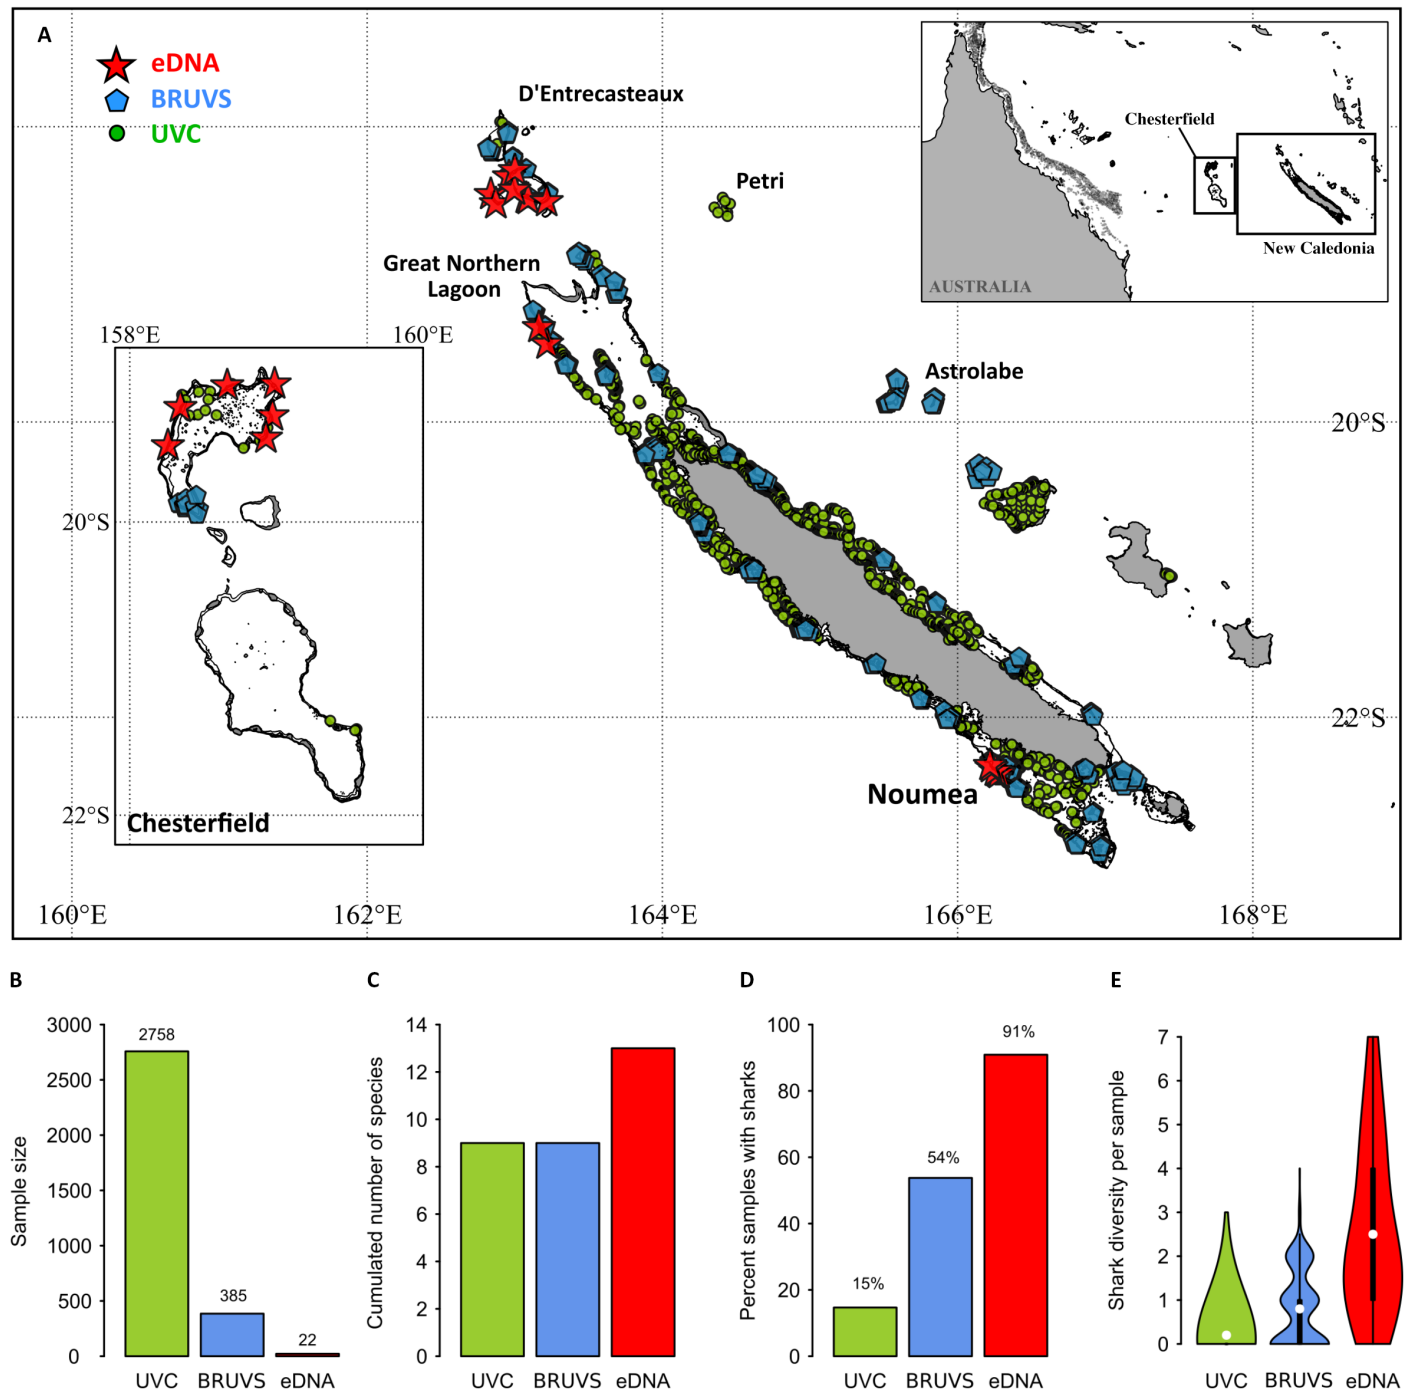 A
eDNA
BRUVS
UVC
D'Entrecasteaux
Petri
Great Northern
Lagoon
Astrolabe
Noumea
Chesterfield
New Caledonia
AUSTRALIA
158°E
160°E
20°S
22°S
Chesterfield
20°S
22°S
160°E
162°E
164°E
166°E
168°E
B
Sample size
3000
2500
2000
1500
1000
500
0
2758
385
22
UVC
BRUVS
eDNA
C
Cumulated number of species
14
12
10
8
6
4
2
0
UVC
BRUVS
eDNA
D
Percent samples with sharks
100
80
60
40
20
0
15%
54%
91%
UVC
BRUVS
eDNA
E
Shark diversity per sample
7
6
5
4
3
2
1
0
UVC
BRUVS
eDNA